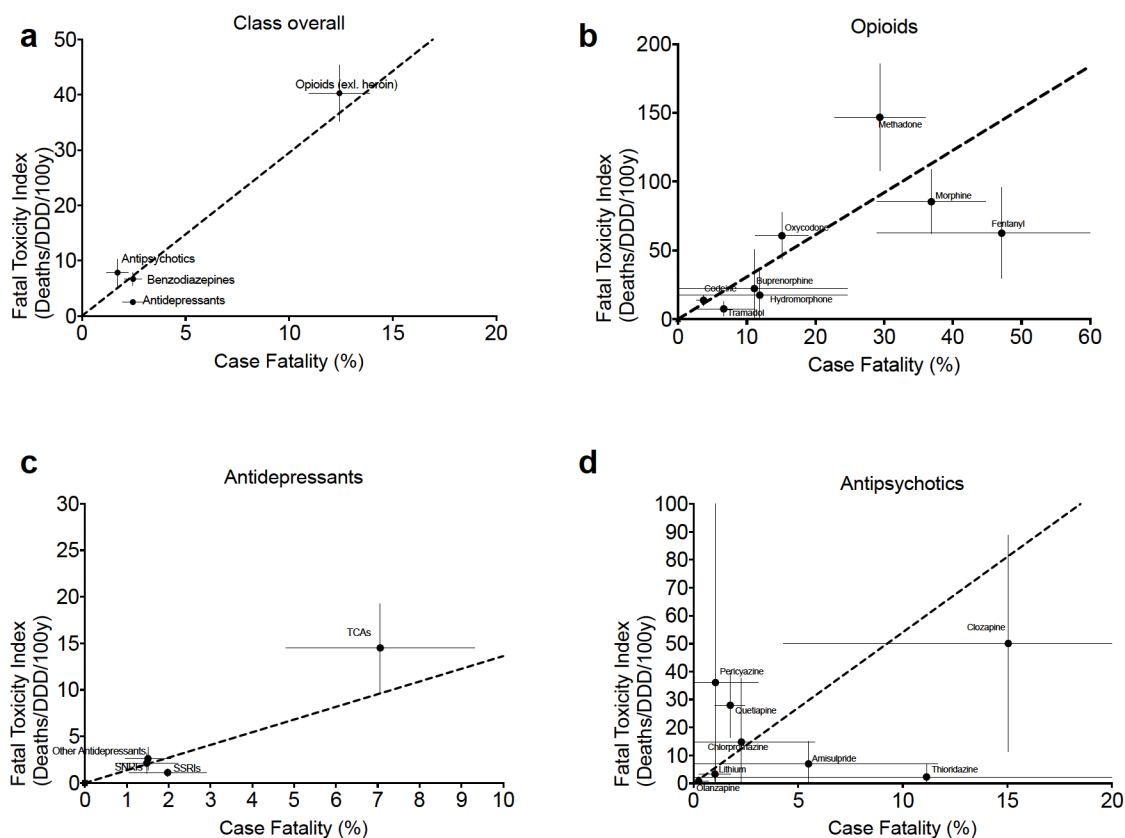 a
Class overall
Fatal Toxicity Index
(Deaths/DDD/100y)
50
40
30
20
10
0
Opioids (exl. heroin)
Antipsychotics
Benzodiazepines
Antidepressants
0 5 10 15 20
Case Fatality (%)
b
Opioids
Fatal Toxicity Index
(Deaths/DDD/100y)
200
150
100
50
0
Methadone
Morphine
Fentanyl
Oxycodone
Buprenorphine
Codeine
Hydromorphone
Tramadol
0 10 20 30 40 50 60
Case Fatality (%)
c
Antidepressants
Fatal Toxicity Index
(Deaths/DDD/100y)
30
25
20
15
10
5
0
TCAs
Other Antidepressants
SNRIs
SSRIs
0 1 2 3 4 5 6 7 8 9 10
Case Fatality (%)
d
Antipsychotics
Fatal Toxicity Index
(Deaths/DDD/100y)
100
90
80
70
60
50
40
30
20
10
0
Clozapine
Pericyazine
Quetiapine
Chlorpromazine
Amisulpride
Lithium
Thioridazine
Olanzapine
0 5 10 15 20
Case Fatality (%)